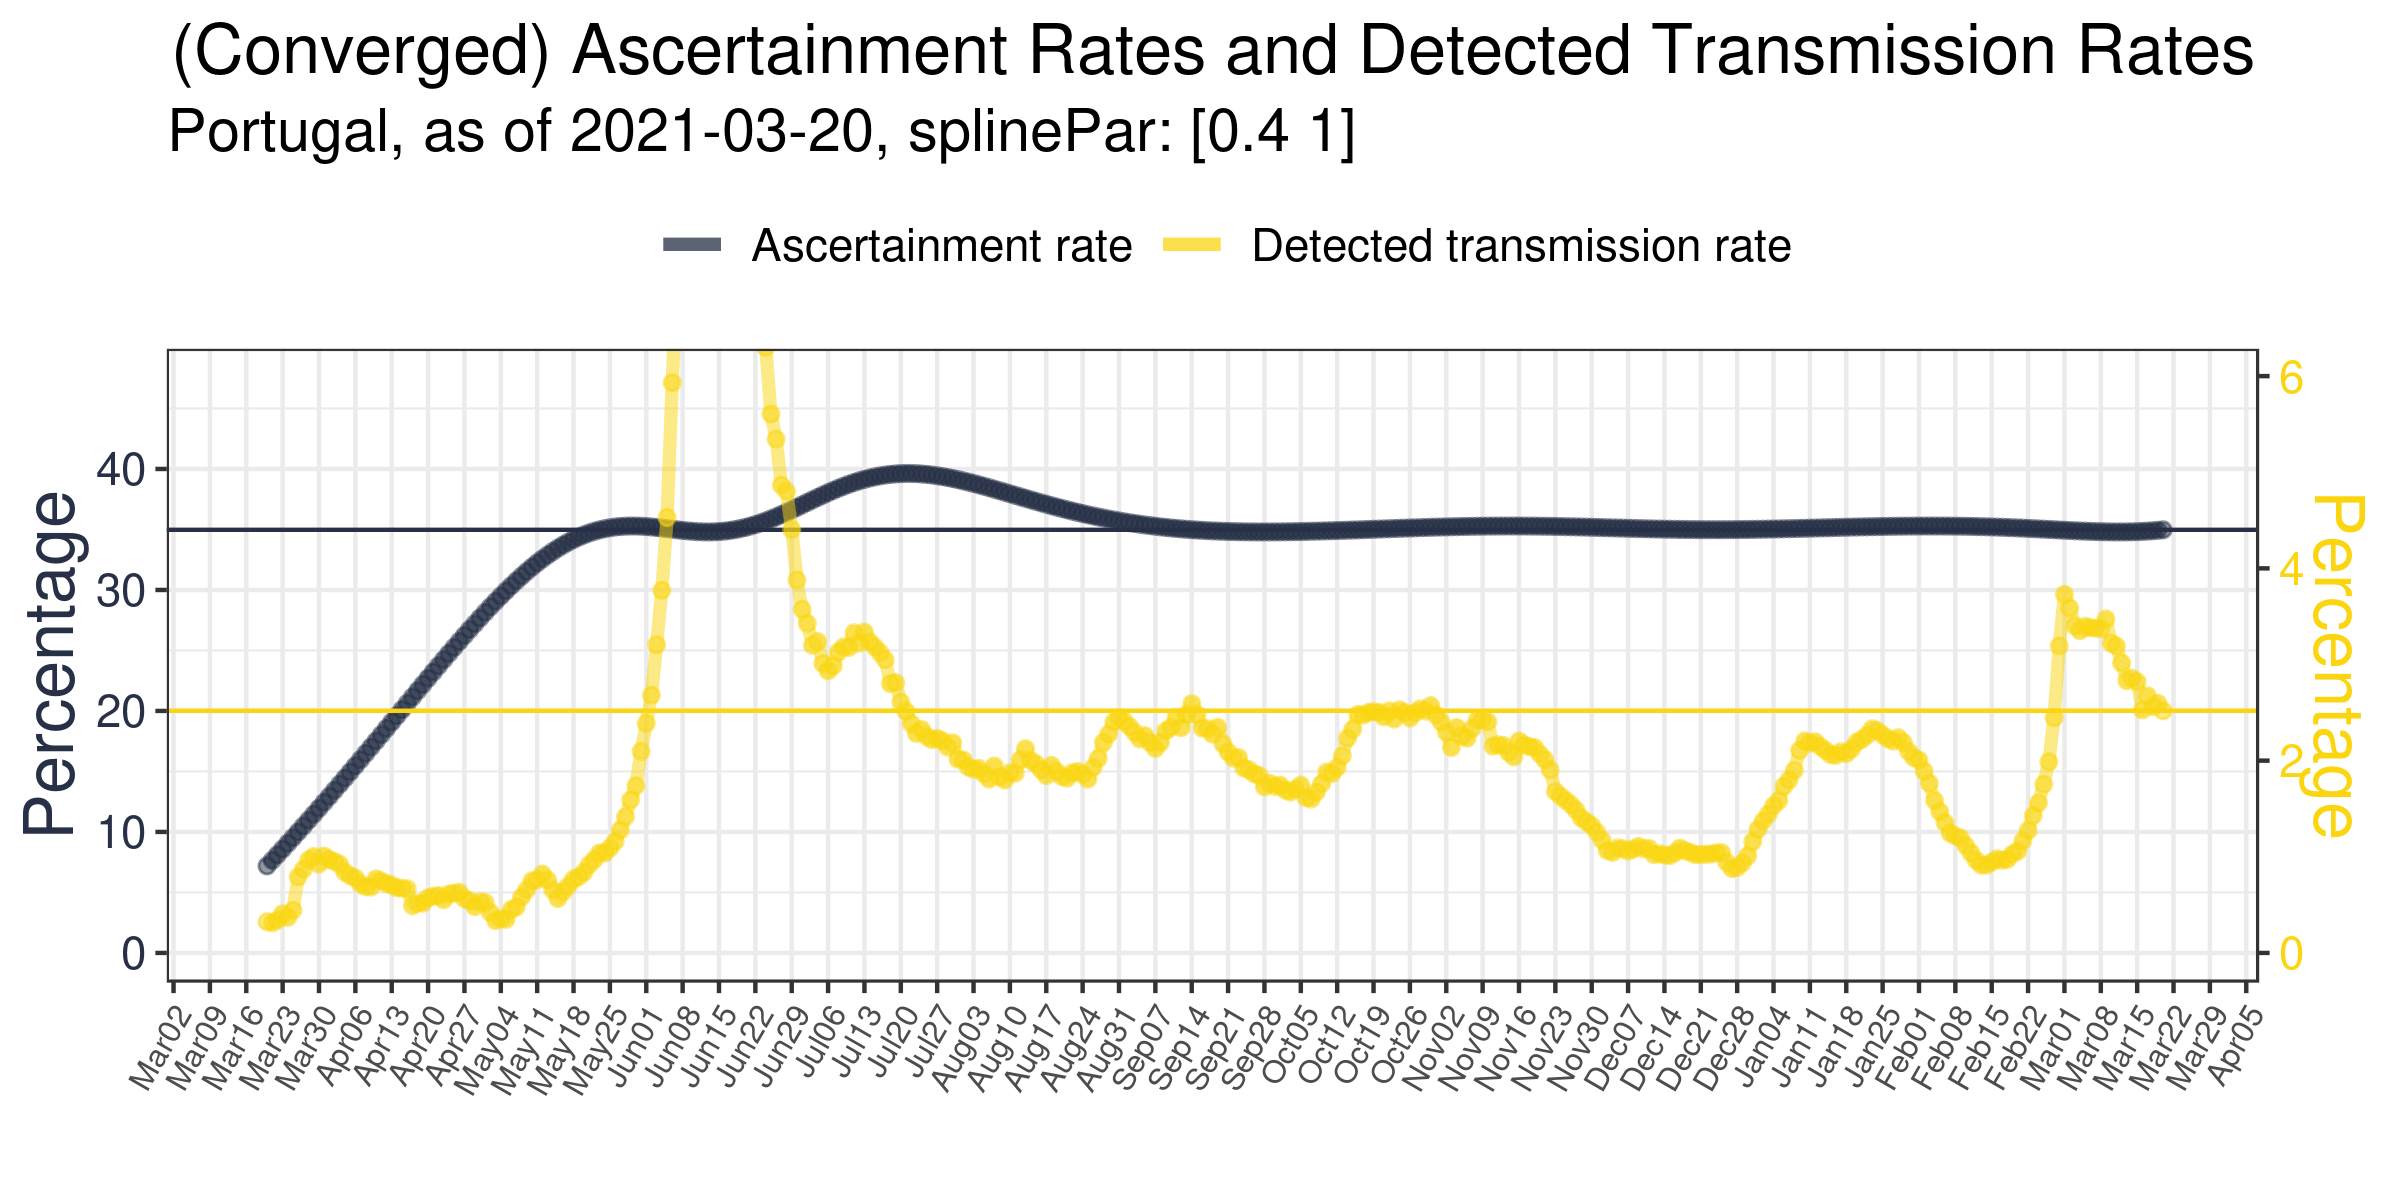 (Converged) Ascertainment Rates and Detected Transmission Rates
Portugal, as of 2021-03-20, splinePar: [0.4 1]
Ascertainment rate Detected transmission rate
Percentage
40
30
20
10
0
6
4
2
0
Percentage
Mar02 Mar09 Mar16 Mar23 Mar30 Apr06 Apr13 Apr20 Apr27 May04 May11 May18 May25 Jun01 Jun08 Jun15 Jun22 Jun29 Jul06 Jul13 Jul20 Jul27 Aug03 Aug10 Aug17 Aug24 Aug31 Sep07 Sep14 Sep21 Sep28 Oct05 Oct12 Oct19 Oct26 Nov02 Nov09 Nov16 Nov23 Nov30 Dec07 Dec14 Dec21 Dec28 Jan04 Jan11 Jan18 Jan25 Feb01 Feb08 Feb15 Feb22 Mar01 Mar08 Mar15 Mar22 Mar29 Apr05